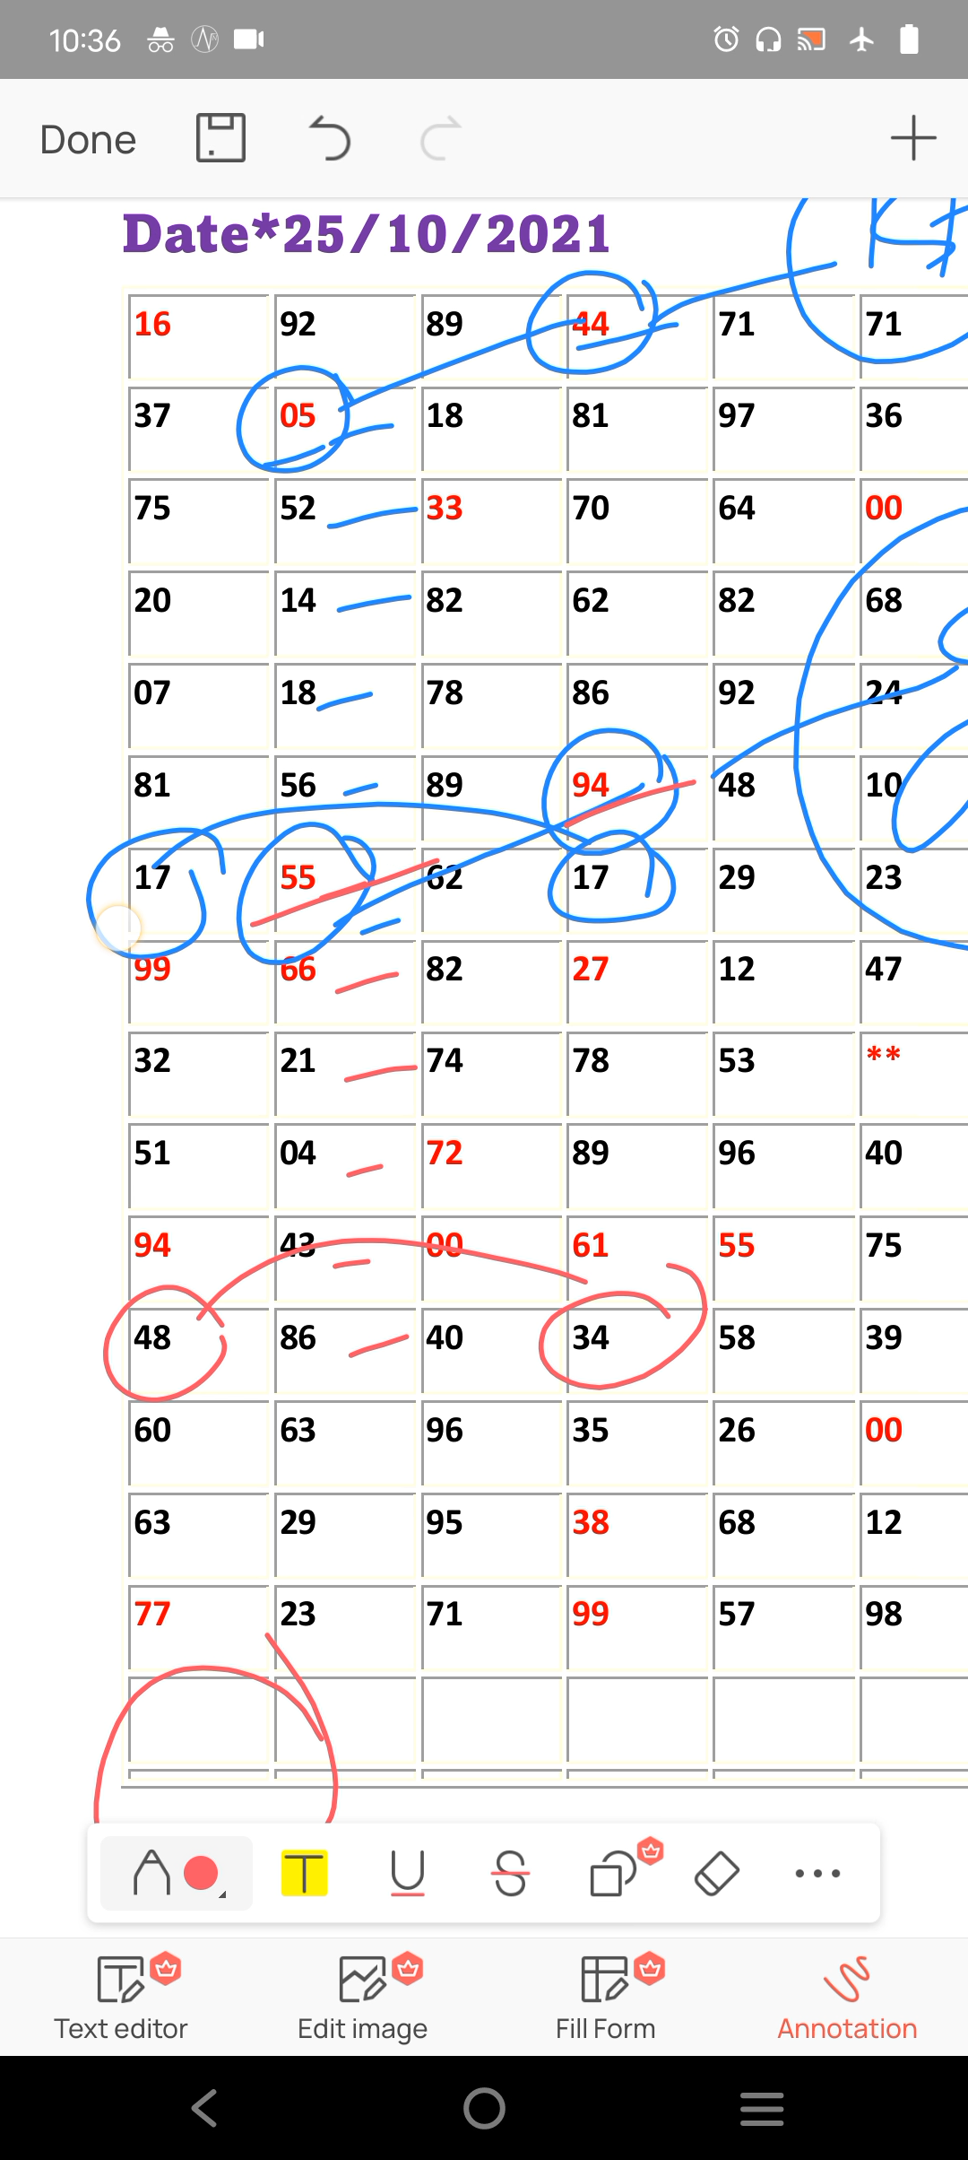 10:36
Done
Date*25/10/2021
16 92 89 44 71 71
37 05 18 81 97 36
75 52 33 70 64 00
20 14 82 62 82 68
07 18 78 86 92 24
81 56 89 94 48 10
17 55 62 17 29 23
99 66 82 27 12 47
32 21 74 78 53 **
51 04 72 89 96 40
94 43 00 61 55 75
48 86 40 34 58 39
60 63 96 35 26 00
63 29 95 38 68 12
77 23 71 99 57 98
T U S
Text editor Edit image Fill Form Annotation